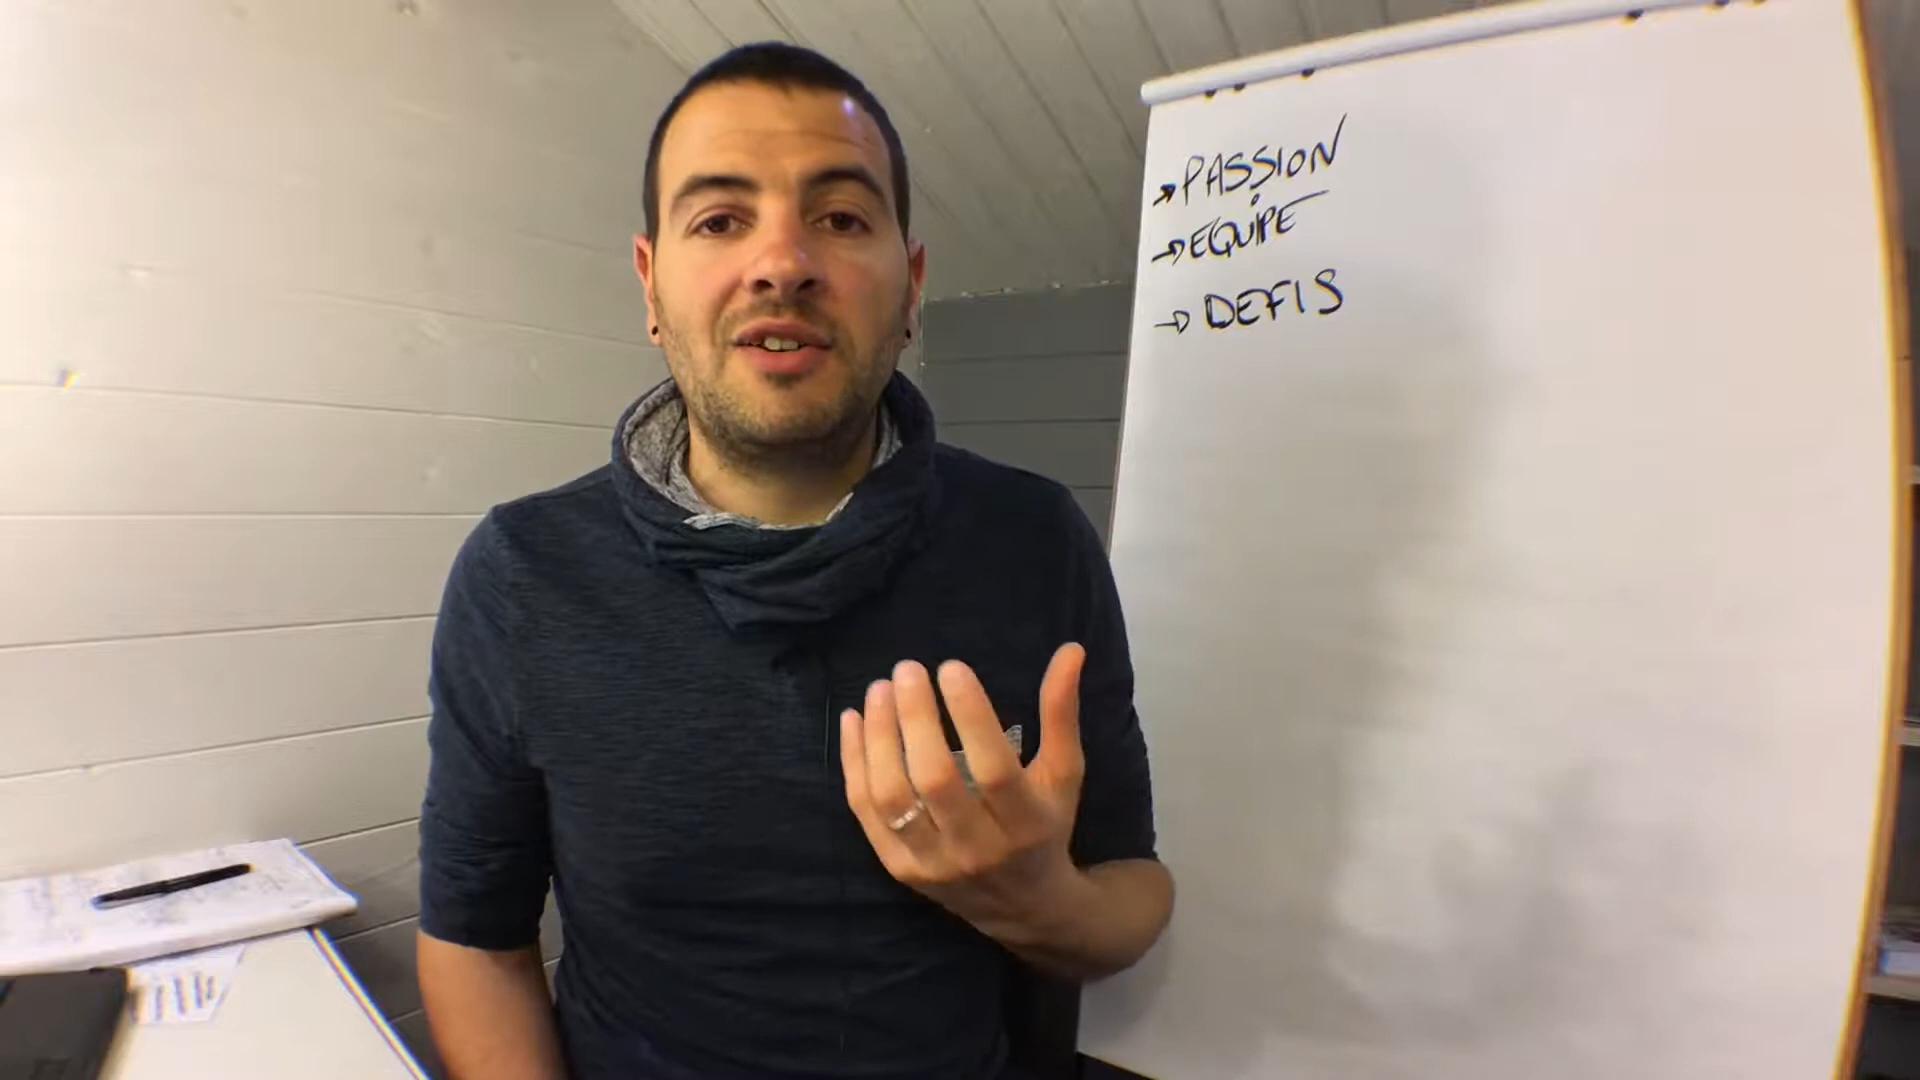 → PASSION
→ EQUIPE
→ DEFIS